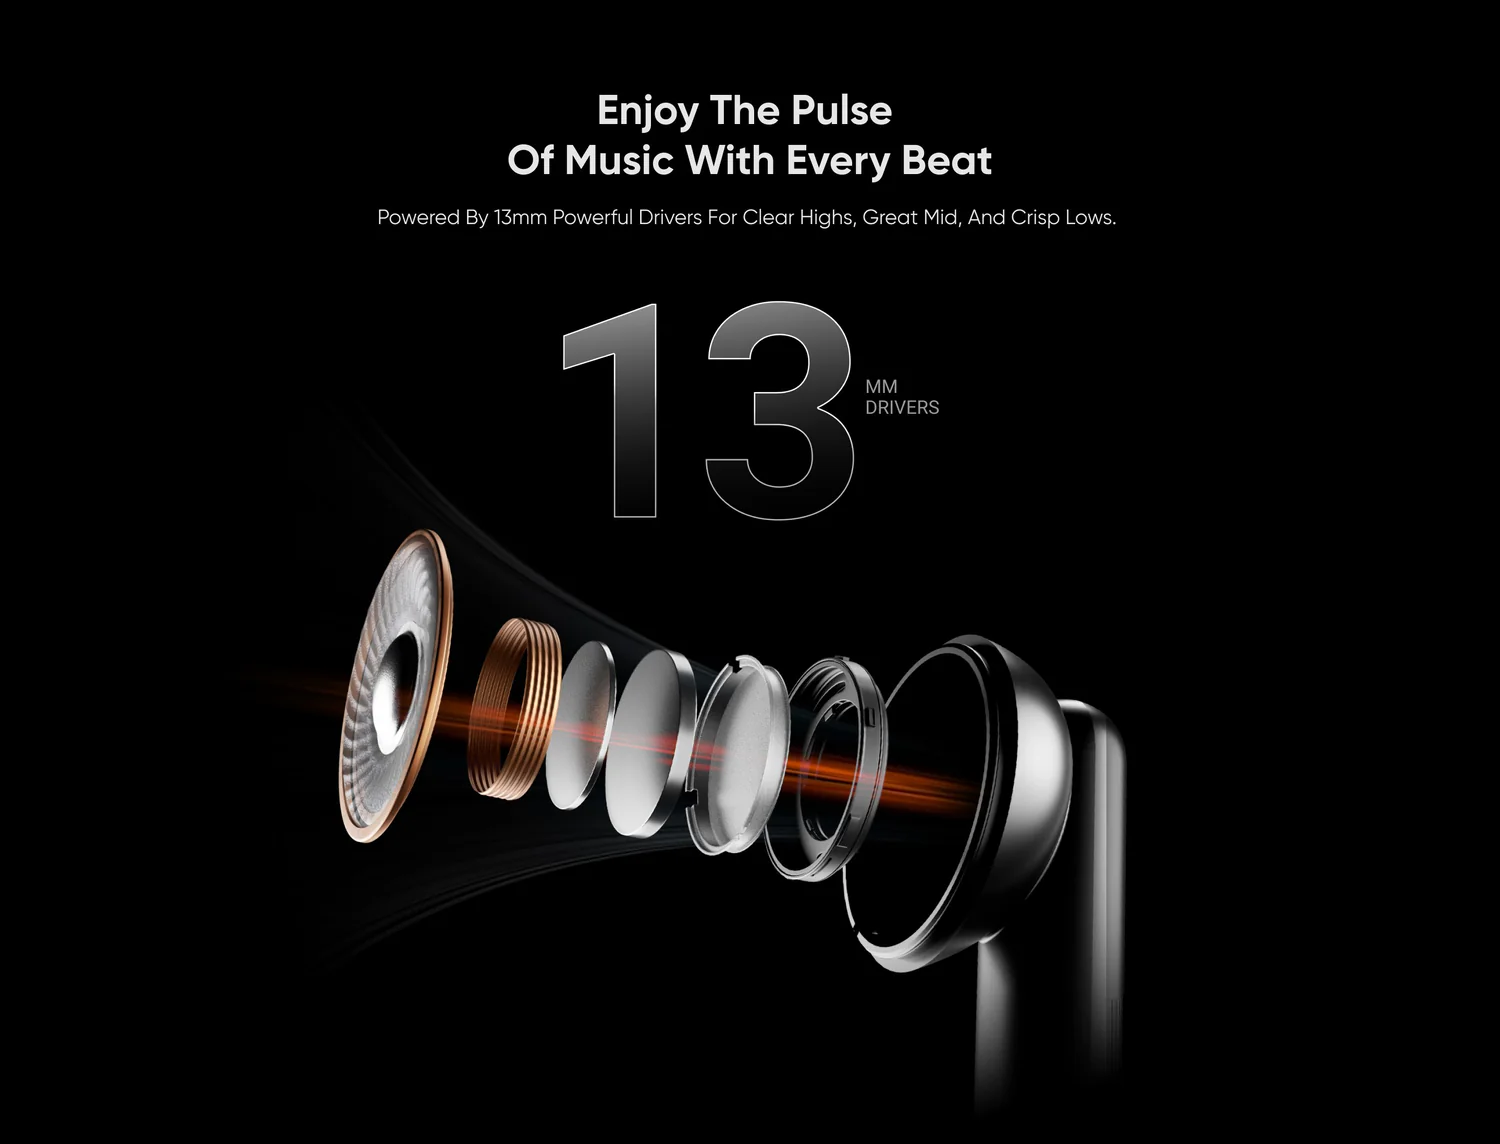 Enjoy The Pulse
Of Music With Every Beat
Powered By 13mm Powerful Drivers For Clear Highs, Great Mid, And Crisp Lows.
13
MM
DRIVERS